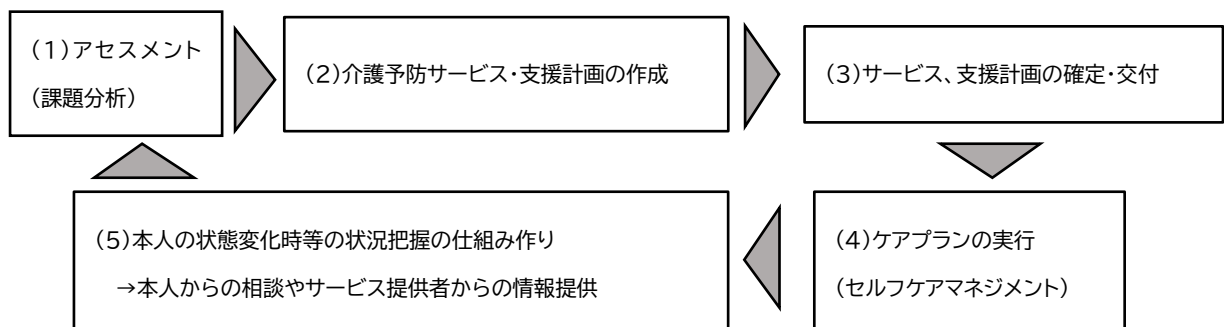 (1)アセスメント
(課題分析)
(2)介護予防サービス・支援計画の作成
(3)サービス、支援計画の確定・交付
(4)ケアプランの実行
(セルフケアマネジメント)
(5)本人の状態変化時等の状況把握の仕組み作り
→本人からの相談やサービス提供者からの情報提供